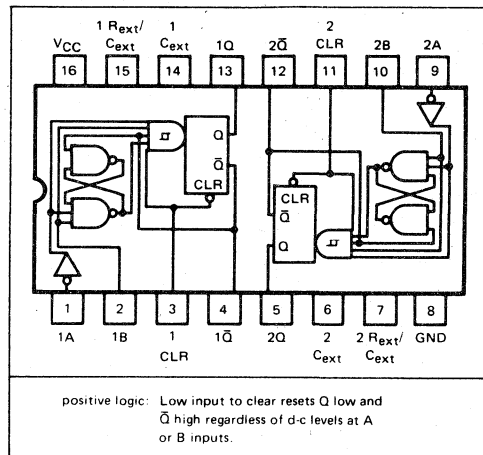 1 Rext/ 1 2
VCC Cext Cext 1Q 2Q̄ CLR 2B 2A
16 15 14 13 12 11 10 9
Q
Q̄
CLR
CLR
Q̄
Q
1 2 3 4 5 6 7 8
1A 1B 1 1Q̄ 2Q 2 2 Rext/ GND
CLR Cext Cext
positive logic: Low input to clear resets Q low and
Q̄ high regardless of d-c levels at A
or B inputs.